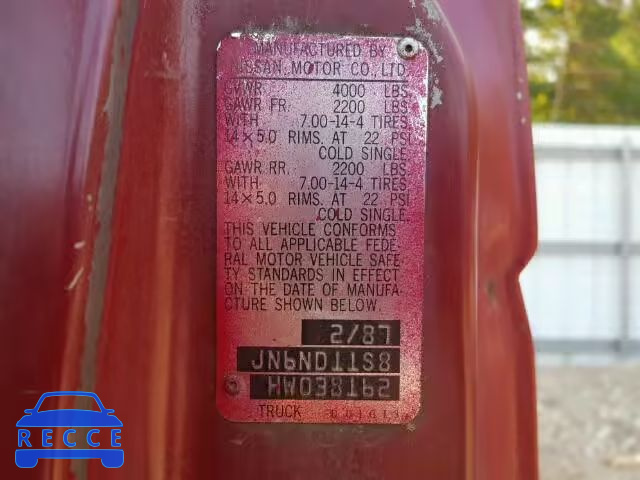 MANUFACTURED BY
NISSAN MOTOR CO., LTD.
GVWR 4000 LBS.
GAWR FR. 2200 LBS.
WITH 7.00-14-4 TIRES
14×5.0 RIMS. AT 22 PSI
COLD SINGLE.
GAWR RR. 2200 LBS.
WITH 7.00-14-4 TIRES.
14×5.0 RIMS. AT 22 PSI
COLD SINGLE.
THIS VEHICLE CONFORMS
TO ALL APPLICABLE FEDE-
RAL MOTOR VEHICLE SAFE-
TY STANDARDS IN EFFECT
ON THE DATE OF MANUFA-
CTURE SHOWN BELOW.
2/87
JN6ND11S8
HW038162
TRUCK
RECCE